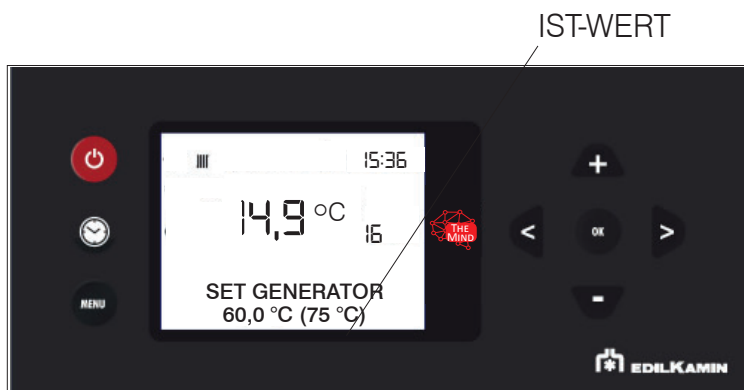 IST-WERT
15:36
14,9 °C
16
THE MIND
< OK >
+
-
MENU
SET GENERATOR
60,0 °C (75 °C)
EDILKAMIN